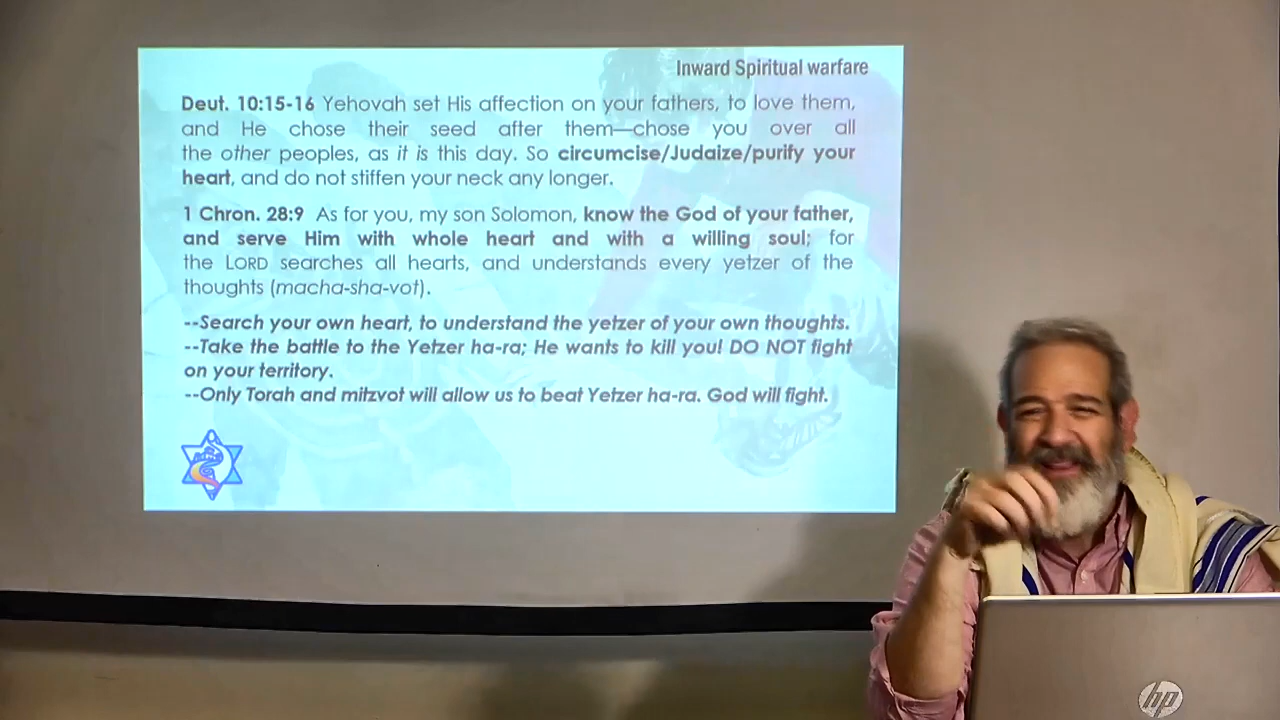 Inward Spiritual warfare
Deut. 10:15-16 Yehovah set His affection on your fathers, to love them,
and He chose their seed after them—chose you over all
the other peoples, as it is this day. So circumcise/Judaize/purify your
heart, and do not stiffen your neck any longer.
1 Chron. 28:9 As for you, my son Solomon, know the God of your father,
and serve Him with whole heart and with a willing soul; for
the LORD searches all hearts, and understands every yetzer of the
thoughts (macha-sha-vot).
--Search your own heart, to understand the yetzer of your own thoughts.
--Take the battle to the Yetzer ha-ra; He wants to kill you! DO NOT fight
on your territory.
--Only Torah and mitzvot will allow us to beat Yetzer ha-ra. God will fight.
hp